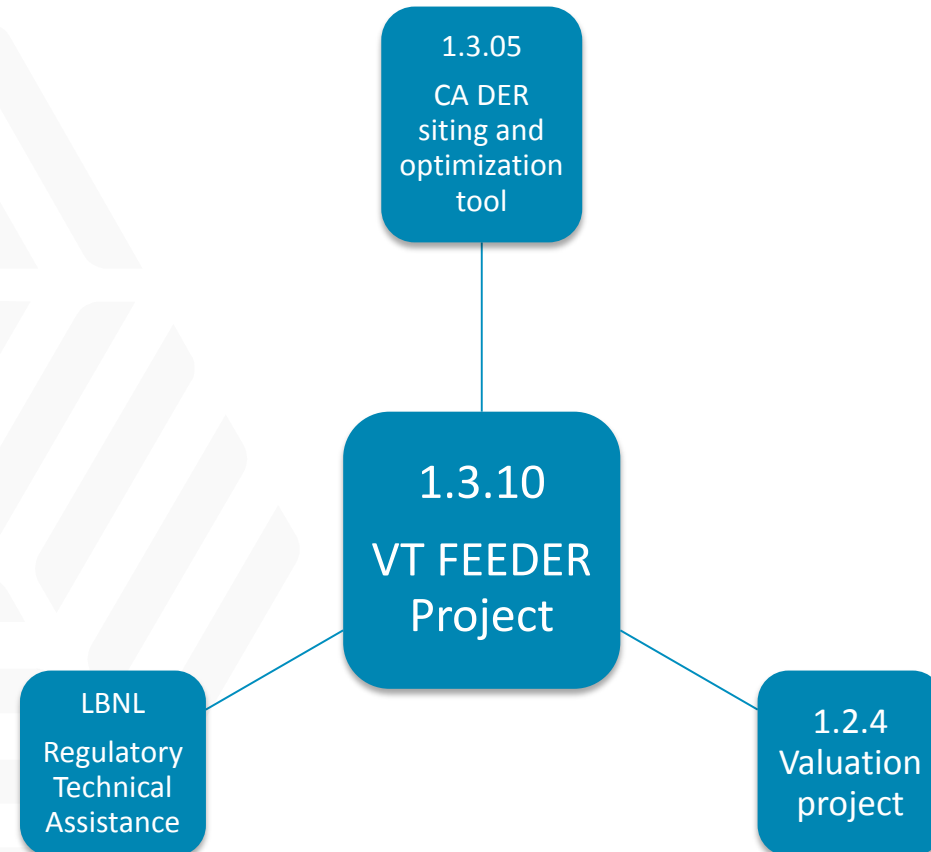 1.3.05
CA DER
siting and
optimization
tool
1.3.10
VT FEEDER
Project
LBNL
Regulatory
Technical
Assistance
1.2.4
Valuation
project